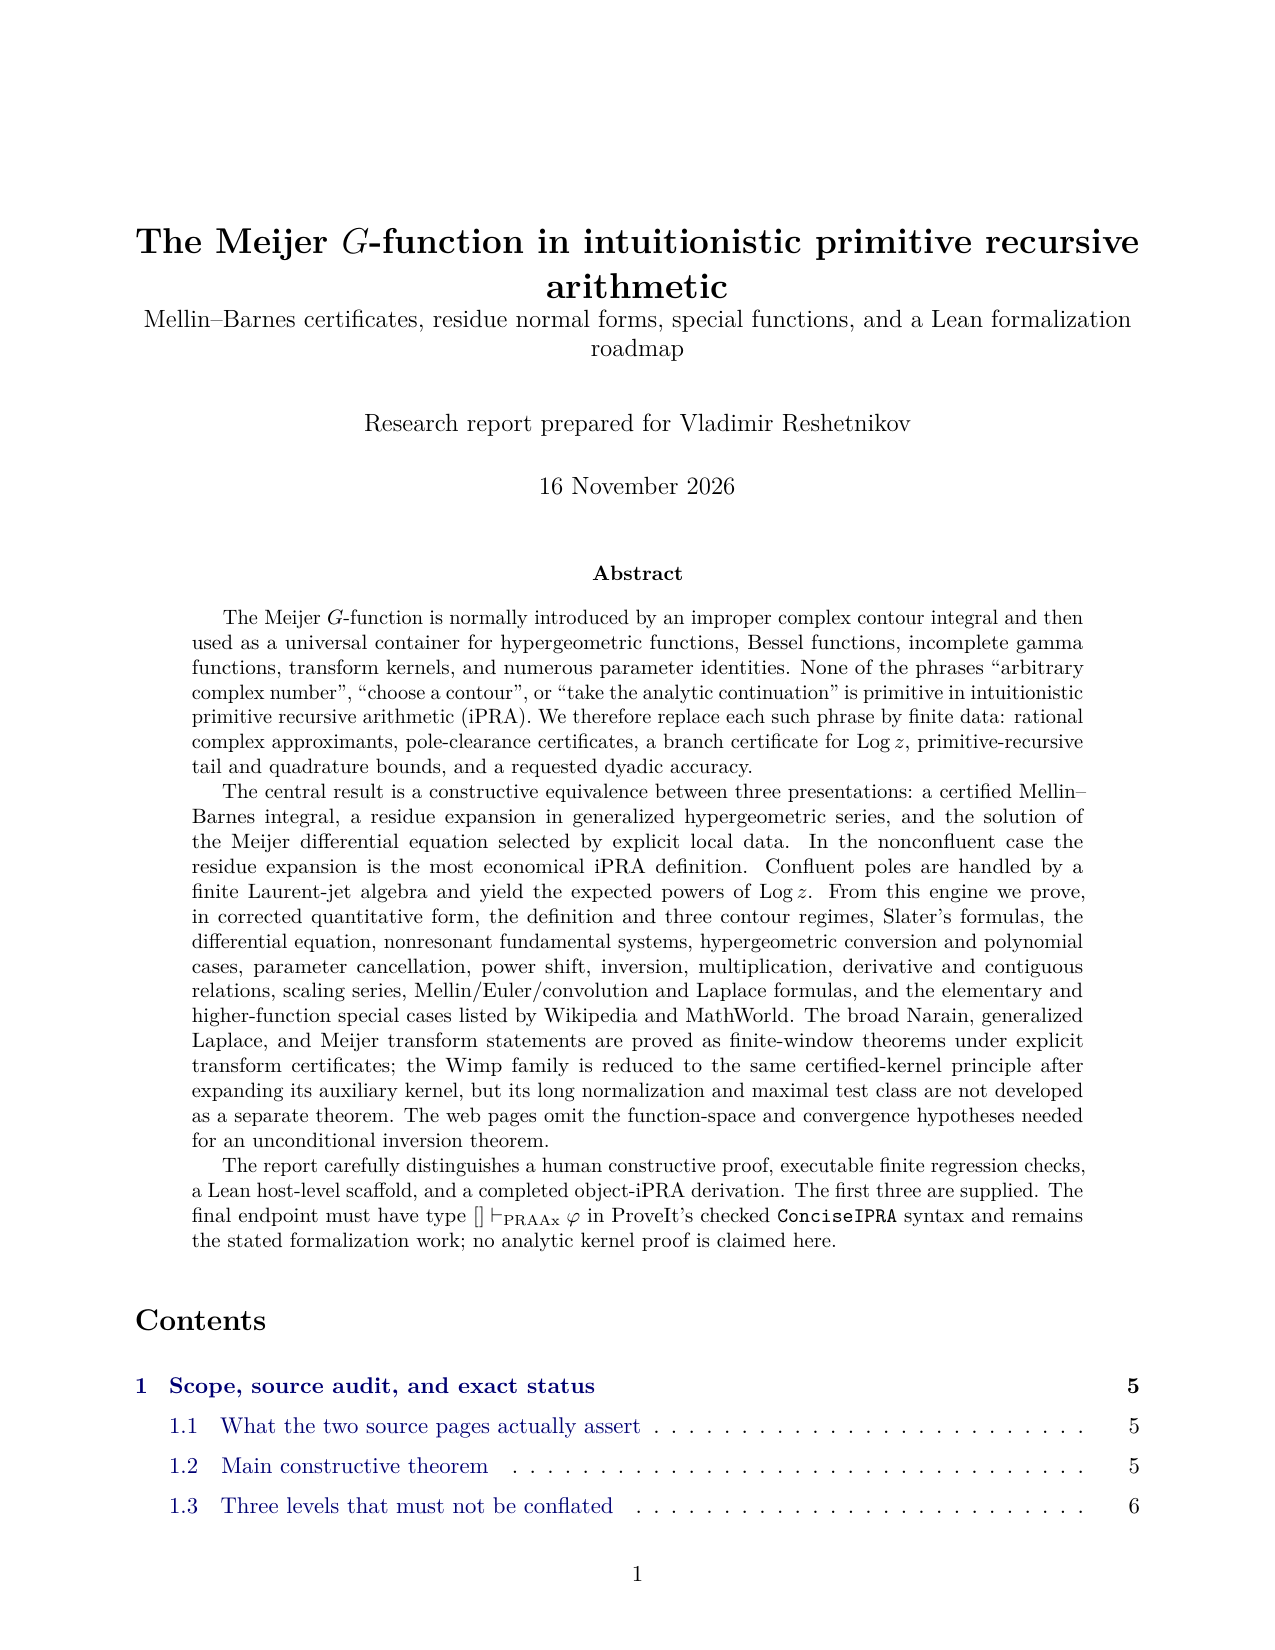 The Meijer G-function in intuitionistic primitive recursive
arithmetic
Mellin–Barnes certificates, residue normal forms, special functions, and a Lean formalization
roadmap
Research report prepared for Vladimir Reshetnikov
16 November 2026
Abstract
The Meijer G-function is normally introduced by an improper complex contour integral and then
used as a universal container for hypergeometric functions, Bessel functions, incomplete gamma
functions, transform kernels, and numerous parameter identities. None of the phrases “arbitrary
complex number”, “choose a contour”, or “take the analytic continuation” is primitive in intuitionistic
primitive recursive arithmetic (iPRA). We therefore replace each such phrase by finite data: rational
complex approximants, pole-clearance certificates, a branch certificate for Log z, primitive-recursive
tail and quadrature bounds, and a requested dyadic accuracy.
The central result is a constructive equivalence between three presentations: a certified Mellin–
Barnes integral, a residue expansion in generalized hypergeometric series, and the solution of
the Meijer differential equation selected by explicit local data. In the nonconfluent case the
residue expansion is the most economical iPRA definition. Confluent poles are handled by a
finite Laurent-jet algebra and yield the expected powers of Log z. From this engine we prove,
in corrected quantitative form, the definition and three contour regimes, Slater’s formulas, the
differential equation, nonresonant fundamental systems, hypergeometric conversion and polynomial
cases, parameter cancellation, power shift, inversion, multiplication, derivative and contiguous
relations, scaling series, Mellin/Euler/convolution and Laplace formulas, and the elementary and
higher-function special cases listed by Wikipedia and MathWorld. The broad Narain, generalized
Laplace, and Meijer transform statements are proved as finite-window theorems under explicit
transform certificates; the Wimp family is reduced to the same certified-kernel principle after
expanding its auxiliary kernel, but its long normalization and maximal test class are not developed
as a separate theorem. The web pages omit the function-space and convergence hypotheses needed
for an unconditional inversion theorem.
The report carefully distinguishes a human constructive proof, executable finite regression checks,
a Lean host-level scaffold, and a completed object-iPRA derivation. The first three are supplied. The
final endpoint must have type [] ⊢PRAAx φ in ProveIt’s checked ConciseIPRA syntax and remains
the stated formalization work; no analytic kernel proof is claimed here.
Contents
1 Scope, source audit, and exact status 5
1.1 What the two source pages actually assert . . . . . . . . . . . . . . . . . . . . . . . . . 5
1.2 Main constructive theorem . . . . . . . . . . . . . . . . . . . . . . . . . . . . . . . . . 5
1.3 Three levels that must not be conflated . . . . . . . . . . . . . . . . . . . . . . . . . . 6
1